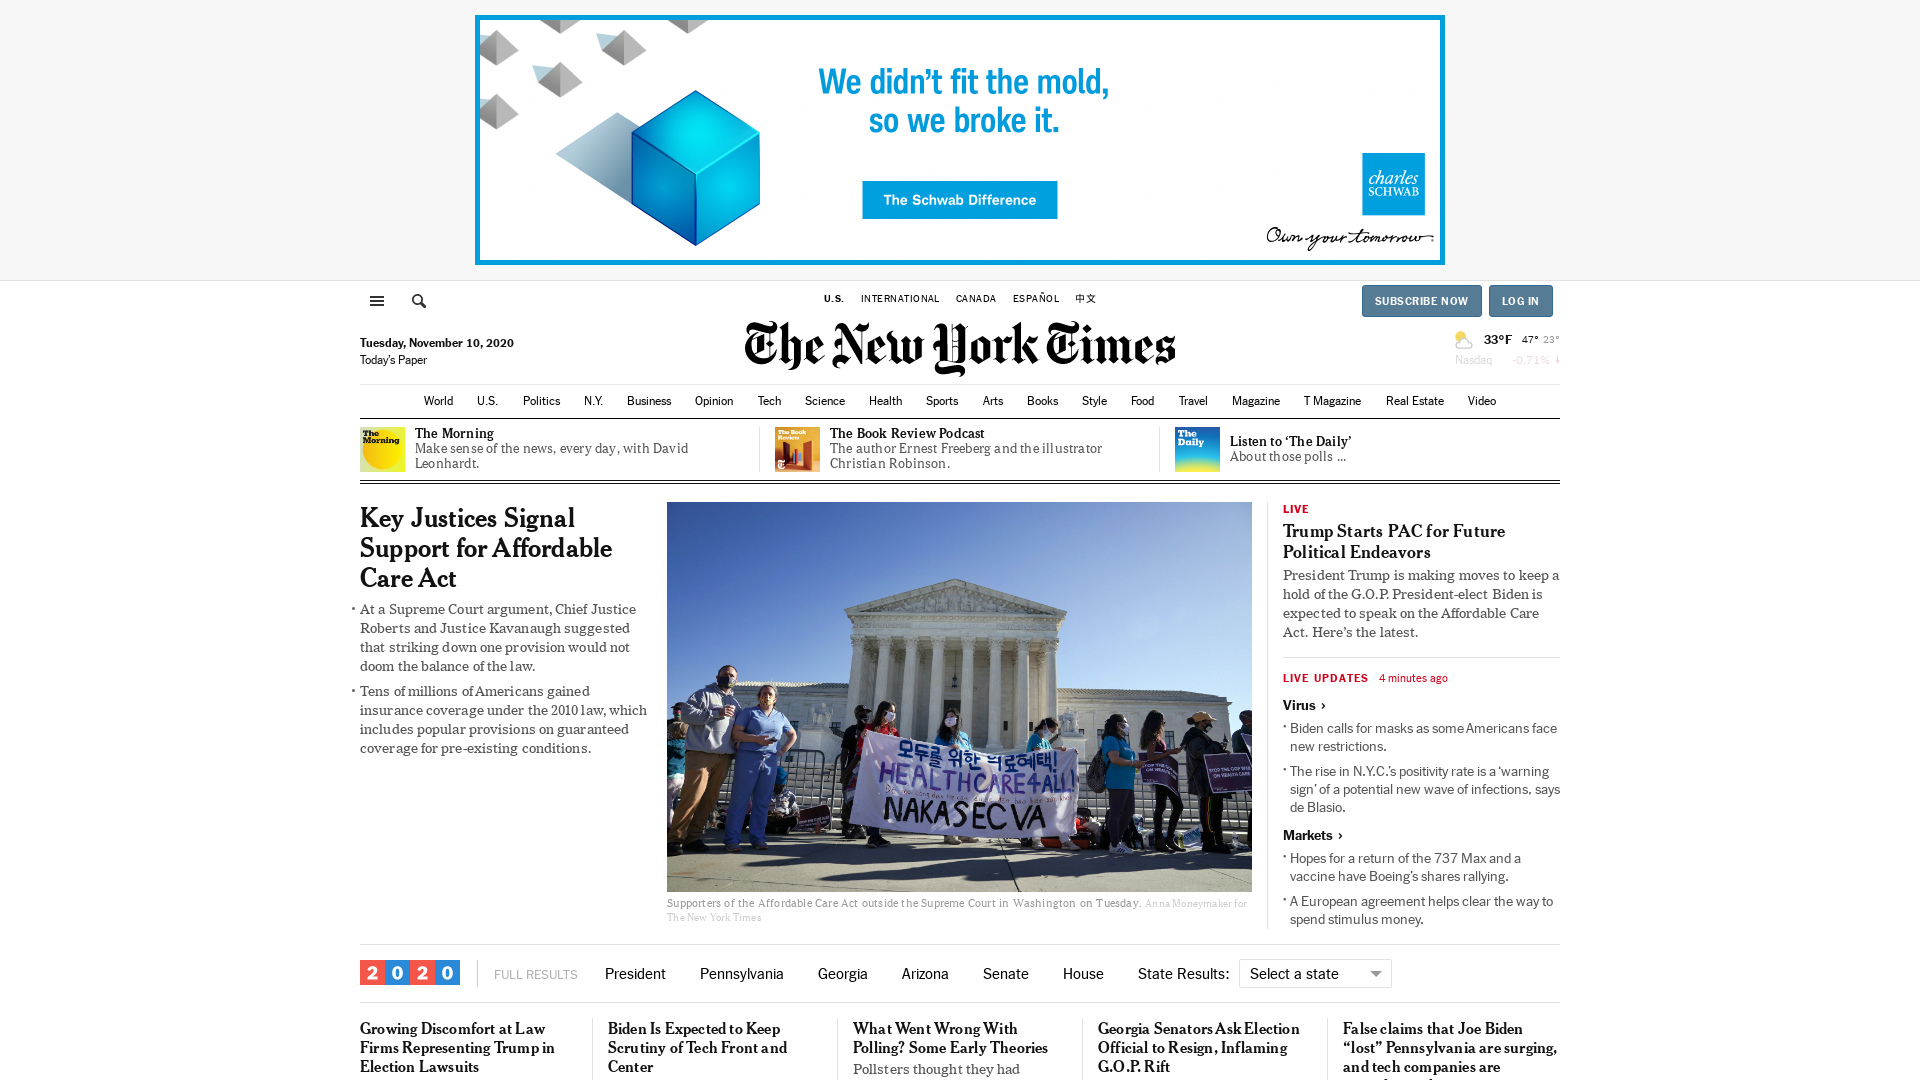 We didn't fit the mold,
so we broke it.
The Schwab Difference
charles
SCHWAB
Own your tomorrow.
U.S. INTERNATIONAL CANADA ESPAÑOL 中文
SUBSCRIBE NOW LOG IN
The New York Times
Tuesday, November 10, 2020
Today's Paper
33°F 47° 23°
Nasdaq -0.71% ↓
World U.S. Politics N.Y. Business Opinion Tech Science Health Sports Arts Books Style Food Travel Magazine T Magazine Real Estate Video
The
Morning
The Morning
Make sense of the news, every day, with David
Leonhardt.
The Book
Review
The Book Review Podcast
The author Ernest Freeberg and the illustrator
Christian Robinson.
The
Daily
Listen to ‘The Daily’
About those polls ...
Key Justices Signal
Support for Affordable
Care Act
• At a Supreme Court argument, Chief Justice
Roberts and Justice Kavanaugh suggested
that striking down one provision would not
doom the balance of the law.
• Tens of millions of Americans gained
insurance coverage under the 2010 law, which
includes popular provisions on guaranteed
coverage for pre-existing conditions.
모두를 위한 의료혜택!
HEALTHCARE4ALL!
NAKASEC VA
Supporters of the Affordable Care Act outside the Supreme Court in Washington on Tuesday. Anna Moneymaker for
The New York Times
LIVE
Trump Starts PAC for Future
Political Endeavors
President Trump is making moves to keep a
hold of the G.O.P. President-elect Biden is
expected to speak on the Affordable Care
Act. Here's the latest.
LIVE UPDATES 4 minutes ago
Virus ›
• Biden calls for masks as some Americans face
new restrictions.
• The rise in N.Y.C.'s positivity rate is a ‘warning
sign’ of a potential new wave of infections, says
de Blasio.
Markets ›
• Hopes for a return of the 737 Max and a
vaccine have Boeing's shares rallying.
• A European agreement helps clear the way to
spend stimulus money.
2020 FULL RESULTS President Pennsylvania Georgia Arizona Senate House State Results: Select a state
Growing Discomfort at Law
Firms Representing Trump in
Election Lawsuits
Biden Is Expected to Keep
Scrutiny of Tech Front and
Center
What Went Wrong With
Polling? Some Early Theories
Pollsters thought they had
Georgia Senators Ask Election
Official to Resign, Inflaming
G.O.P. Rift
False claims that Joe Biden
“lost” Pennsylvania are surging,
and tech companies are